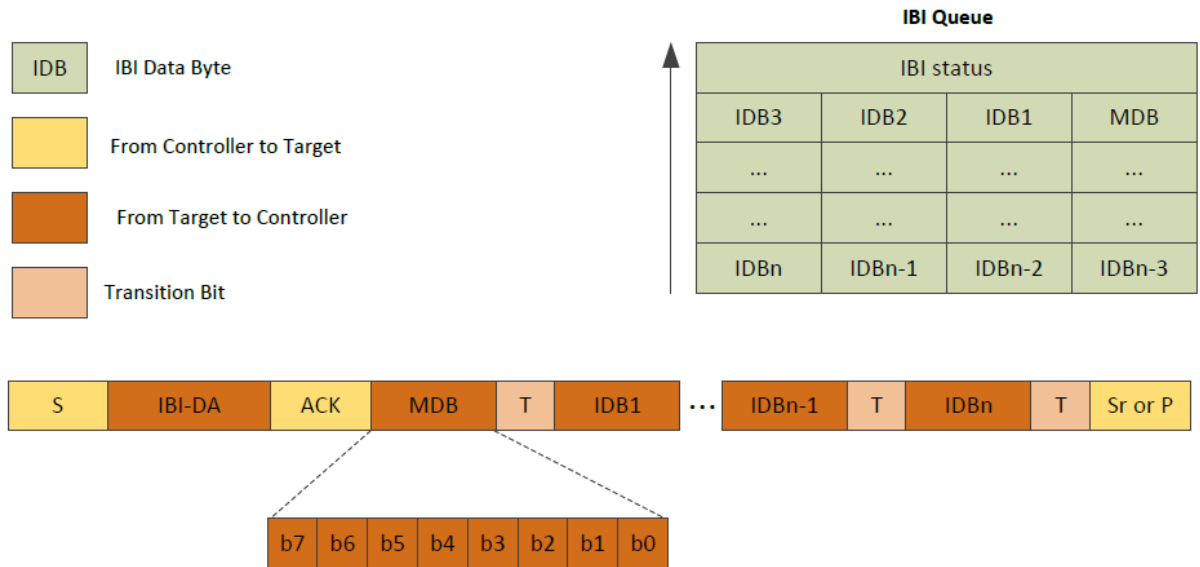 IBI Queue
IDB IBI Data Byte
From Controller to Target
From Target to Controller
Transition Bit
IBI status
IDB3 IDB2 IDB1 MDB
... ... ... ...
... ... ... ...
IDBn IDBn-1 IDBn-2 IDBn-3
S IBI-DA ACK MDB T IDB1 ... IDBn-1 T IDBn T Sr or P
b7 b6 b5 b4 b3 b2 b1 b0